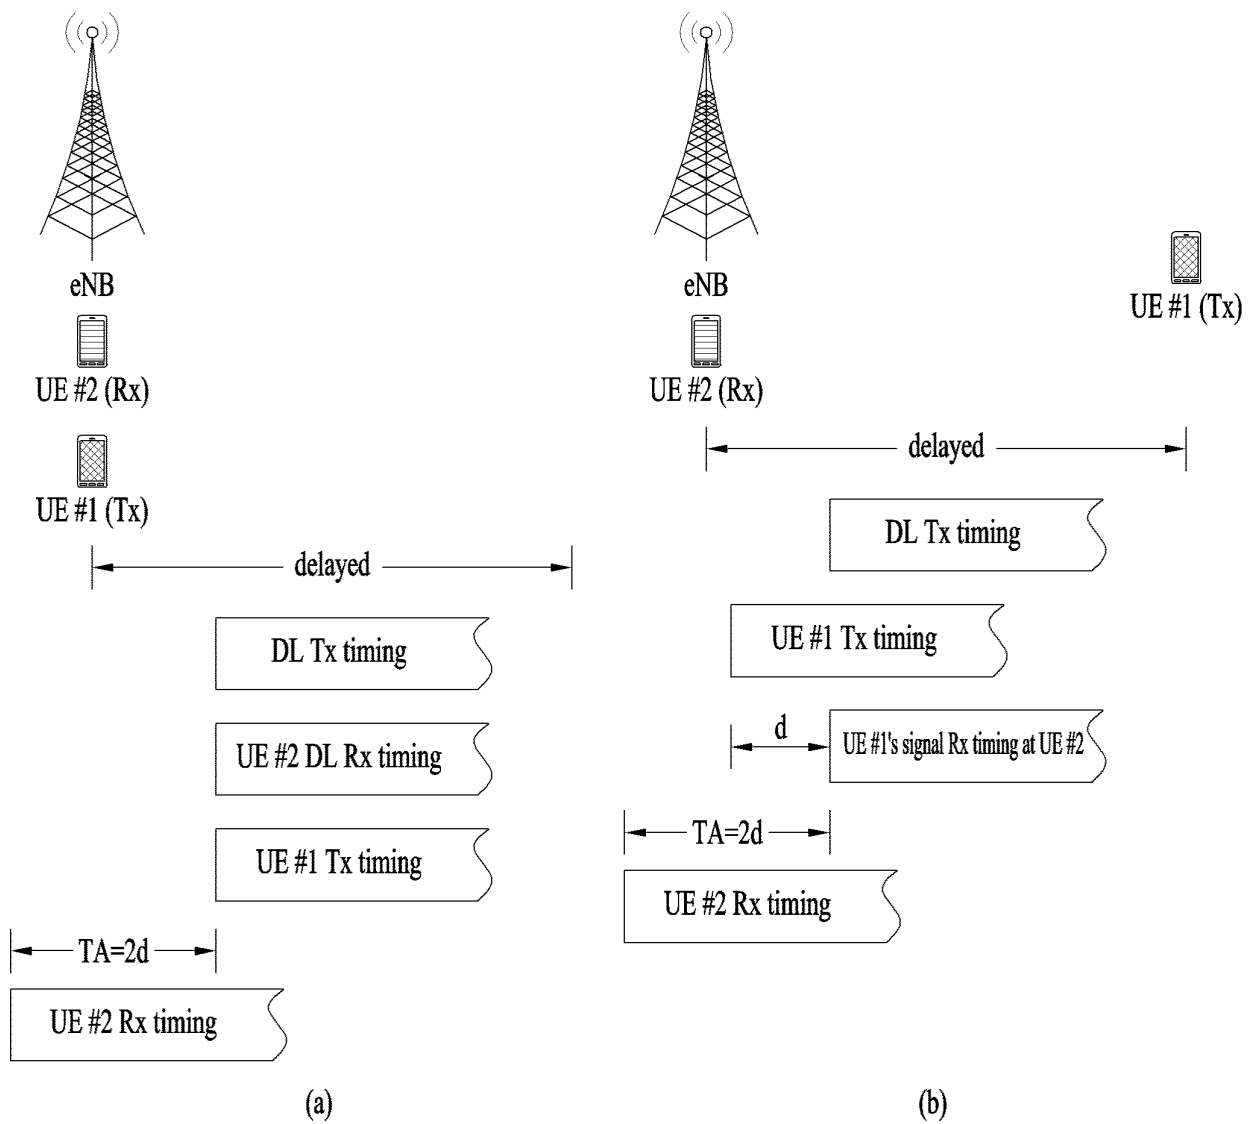 eNB
UE #2 (Rx)
UE #1 (Tx)
delayed
DL Tx timing
UE #2 DL Rx timing
UE #1 Tx timing
TA=2d
UE #2 Rx timing
(a)
eNB
UE #1 (Tx)
UE #2 (Rx)
delayed
DL Tx timing
UE #1 Tx timing
d
UE #1's signal Rx timing at UE #2
TA=2d
UE #2 Rx timing
(b)